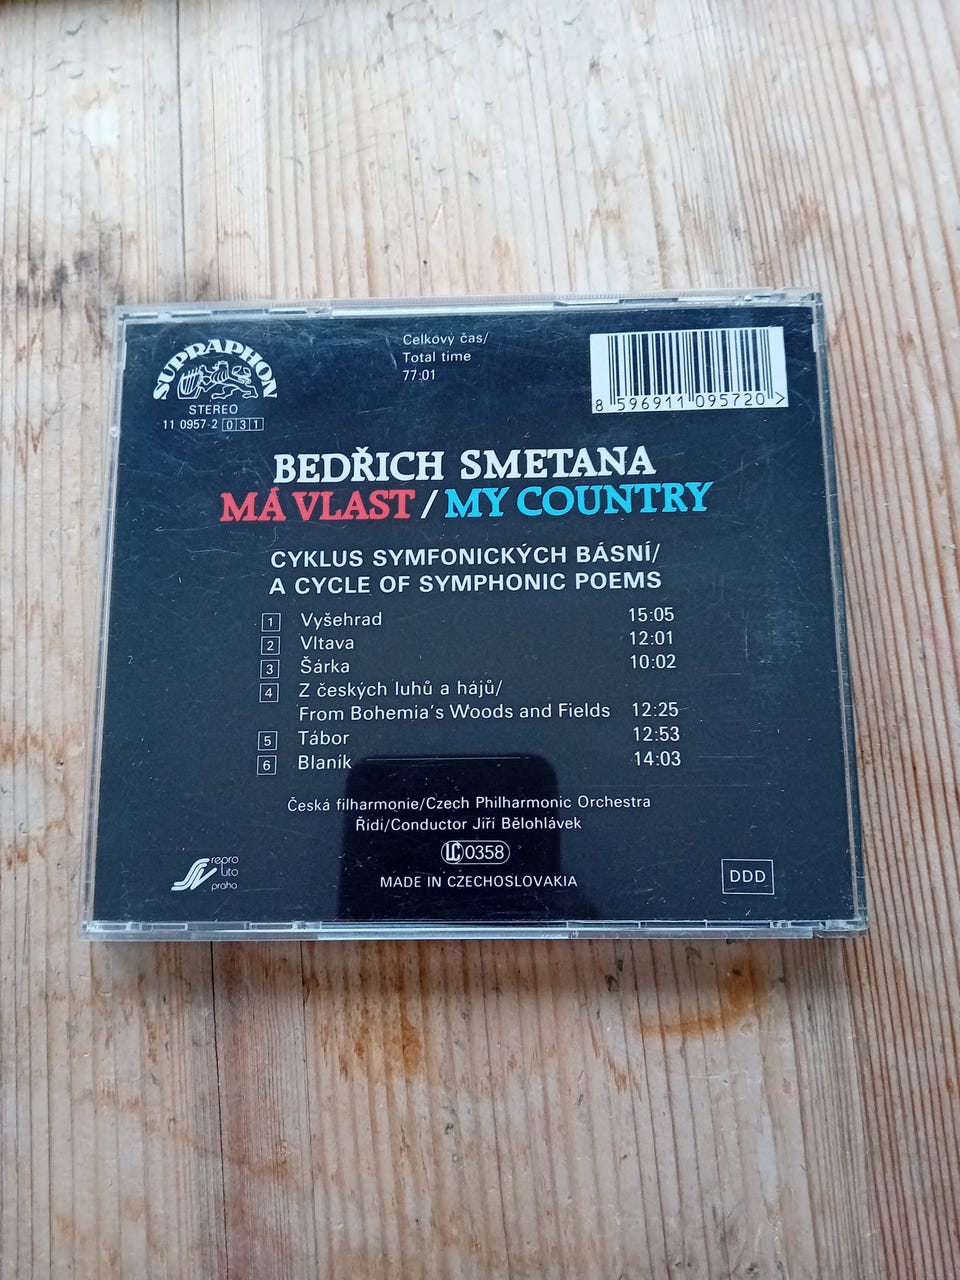 SUPRAPHON
STEREO
11 0957-2 031
Celkový čas/
Total time
77:01
8 596911 095720 >
BEDŘICH SMETANA
MÁ VLAST / MY COUNTRY
CYKLUS SYMFONICKÝCH BÁSNÍ/
A CYCLE OF SYMPHONIC POEMS
1 Vyšehrad 15:05
2 Vltava 12:01
3 Šárka 10:02
4 Z českých luhů a hájů/
From Bohemia's Woods and Fields 12:25
5 Tábor 12:53
6 Blaník 14:03
Česká filharmonie/Czech Philharmonic Orchestra
Řídí/Conductor Jiří Bělohlávek
LC 0358
MADE IN CZECHOSLOVAKIA
repro
Lito
praha
DDD